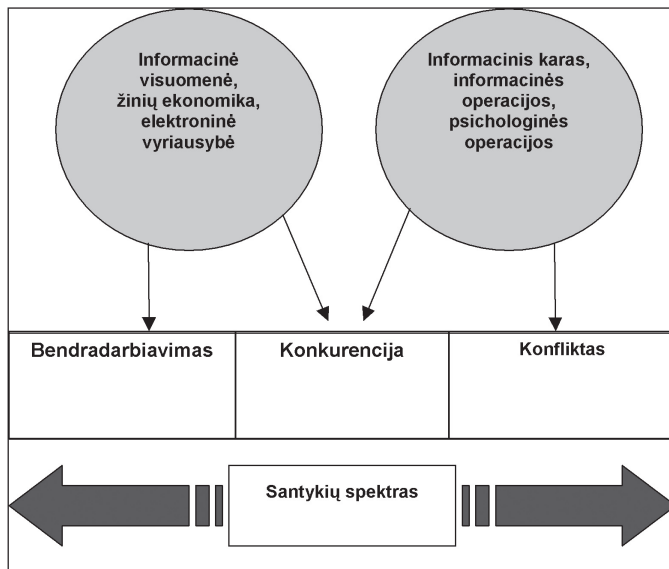 Informacinė
visuomenė,
žinių ekonomika,
elektroninė
vyriausybė
Informacinis karas,
informacinės
operacijos,
psichologinės
operacijos
Bendradarbiavimas
Konkurencija
Konfliktas
Santykių spektras